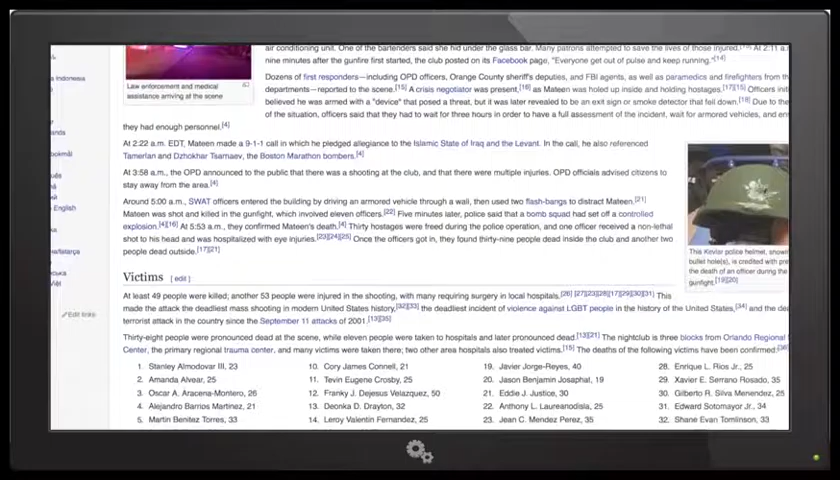 air conditioning unit. One of the bartenders said she hid under the glass bar. Many patrons attempted to save the lives of those injured. At 2:11 a.
nine minutes after the gunfire first started, the club posted on its Facebook page, "Everyone get out of pulse and keep running."[14]
Law enforcement and medical
assistance arriving at the scene
Dozens of first responders—including OPD officers, Orange County sheriff's deputies, and FBI agents, as well as paramedics and firefighters from th
departments—reported to the scene.[15] A crisis negotiator was present,[16] as Mateen was holed up inside and holding hostages.[17][15] Officers init
believed he was armed with a "device" that posed a threat, but it was later revealed to be an exit sign or smoke detector that fell down.[18] Due to the
of the situation, officers said they had to wait for three hours in order to have a full assessment of the incident, wait for armored vehicles, and en
they had enough personnel.[4]
At 2:22 a.m. EDT, Mateen made a 9-1-1 call in which he pledged allegiance to the Islamic State of Iraq and the Levant. In the call, he also referenced
Tamerlan and Dzhokhar Tsarnaev, the Boston Marathon bombers.[4]
At 3:58 a.m., the OPD announced to the public that there was a shooting at the club, and that there were multiple injuries. OPD officials advised citizens to
stay away from the area.[4]
Around 5:00 a.m., SWAT officers entered the building by driving an armored vehicle through a wall, then used two flash-bangs to distract Mateen.[21]
Mateen was shot and killed in the gunfight, which involved eleven officers.[22] Five minutes later, police said that a bomb squad had set off a controlled
explosion.[4][16] At 5:53 a.m., they confirmed Mateen's death.[4] Thirty hostages were freed during the police operation, and one officer received a non-lethal
shot to his head and was hospitalized with eye injuries.[23][24][25] Once the officers got in, they found thirty-nine people dead inside the club and another two
people dead outside.[17][21]
This Kevlar police helmet, shown
bullet hole(s), is credited with pre
the death of an officer during the
gunfight.[19][20]
Victims [ edit ]
At least 49 people were killed; another 53 people were injured in the shooting, with many requiring surgery in local hospitals.[26][27][23][28][17][29][30][31] This
made the attack the deadliest mass shooting in modern United States history,[32][33] the deadliest incident of violence against LGBT people in the history of the United States,[34] and the dea
terrorist attack in the country since the September 11 attacks of 2001.[13][35]
Thirty-eight people were pronounced dead at the scene, while eleven people were taken to hospitals and later pronounced dead.[13][21] The nightclub is three blocks from Orlando Regional
Center, the primary regional trauma center, and many victims were taken there; two other area hospitals also treated victims.[15] The deaths of the following victims have been confirmed:[36]
1. Stanley Almodovar III, 23
2. Amanda Alvear, 25
3. Oscar A. Aracena-Montero, 26
4. Alejandro Barrios Martinez, 21
5. Martin Benitez Torres, 33
10. Cory James Connell, 21
11. Tevin Eugene Crosby, 25
12. Franky J. Dejesus Velazquez, 50
13. Deonka D. Drayton, 32
14. Leroy Valentin Fernandez, 25
19. Javier Jorge-Reyes, 40
20. Jason Benjamin Josaphat, 19
21. Eddie J. Justice, 30
22. Anthony L. Laureanodisla, 25
23. Jean C. Mendez Perez, 35
28. Enrique L. Rios Jr., 25
29. Xavier E. Serrano Rosado, 35
30. Gilberto R. Silva Menendez, 25
31. Edward Sotomayor Jr., 34
32. Shane Evan Tomlinson, 33
English
Edit links